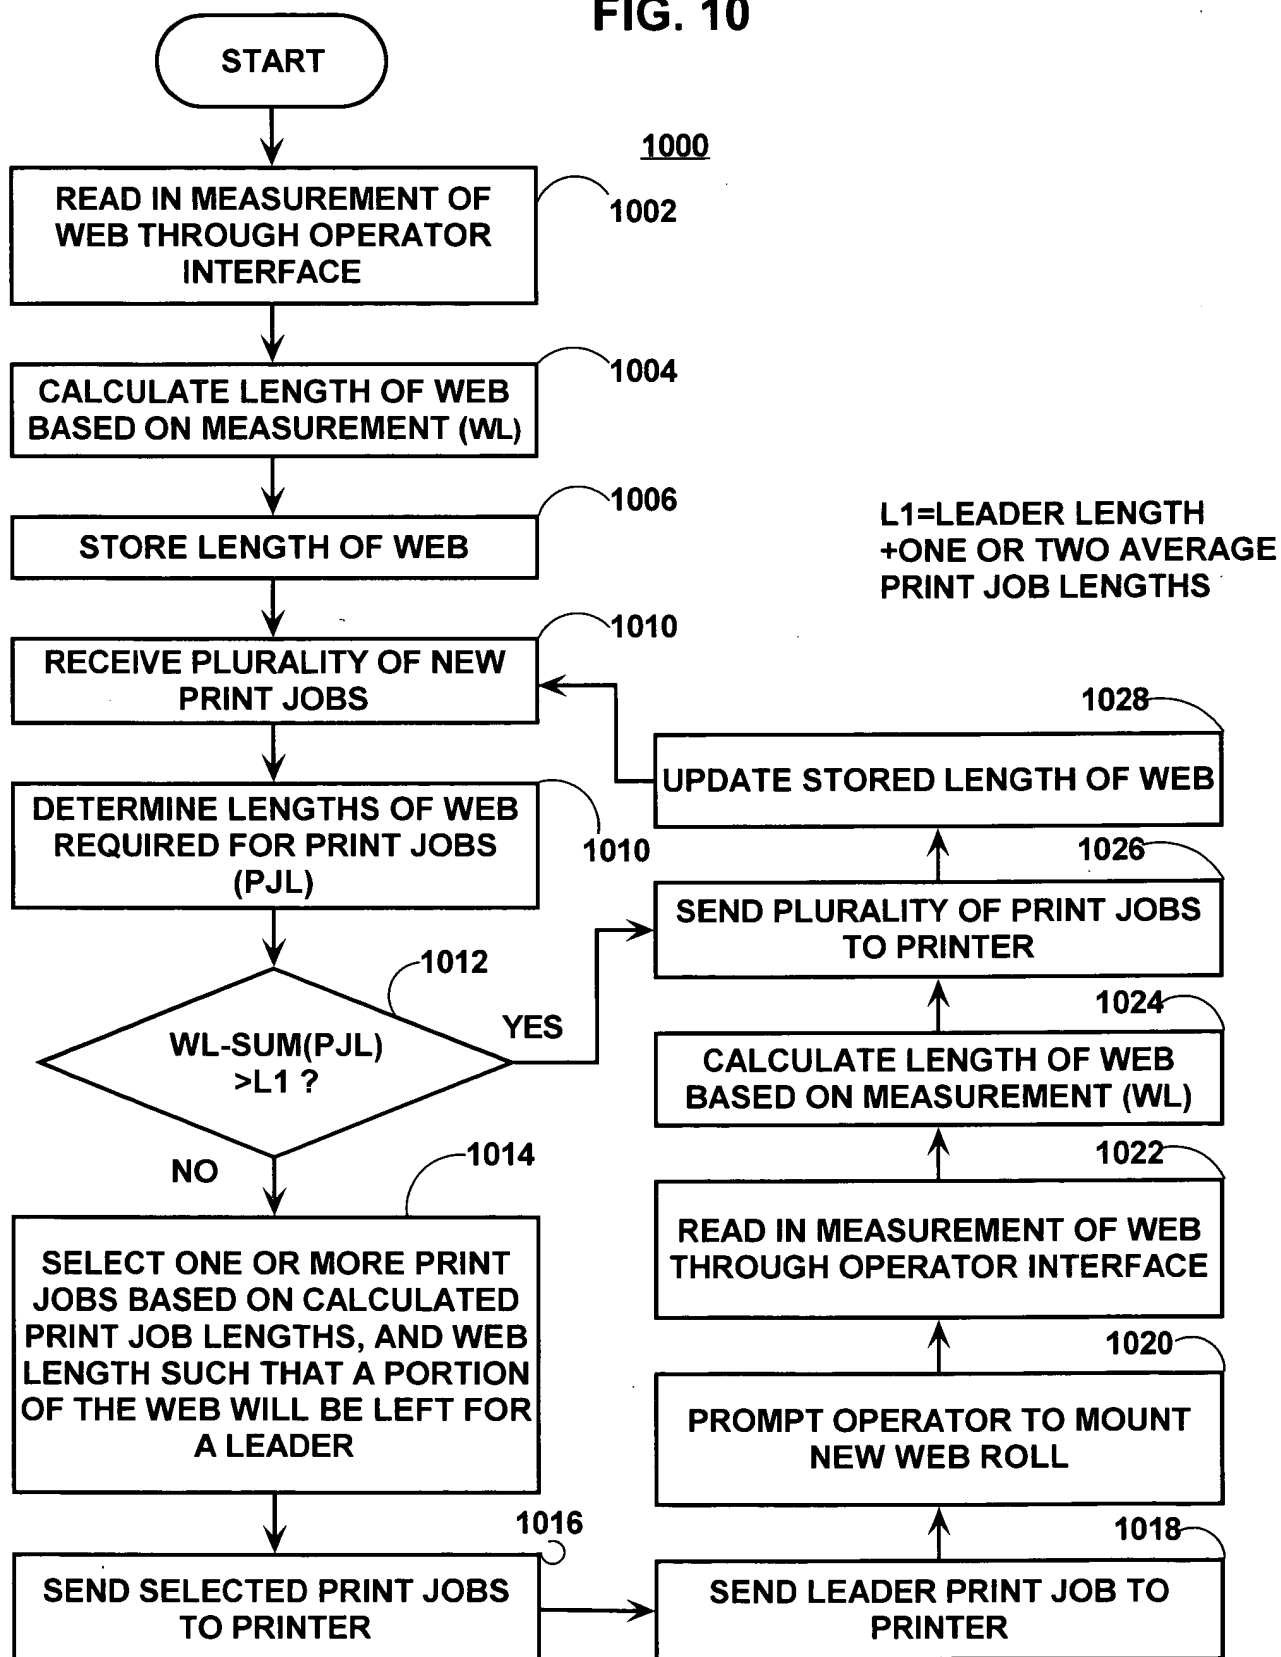 FIG. 10
START
1000
READ IN MEASUREMENT OF
WEB THROUGH OPERATOR
INTERFACE
1002
CALCULATE LENGTH OF WEB
BASED ON MEASUREMENT (WL)
1004
STORE LENGTH OF WEB
1006
L1=LEADER LENGTH
+ONE OR TWO AVERAGE
PRINT JOB LENGTHS
RECEIVE PLURALITY OF NEW
PRINT JOBS
1010
DETERMINE LENGTHS OF WEB
REQUIRED FOR PRINT JOBS
(PJL)
1010
WL-SUM(PJL)
>L1 ?
1012
YES
NO
SELECT ONE OR MORE PRINT
JOBS BASED ON CALCULATED
PRINT JOB LENGTHS, AND WEB
LENGTH SUCH THAT A PORTION
OF THE WEB WILL BE LEFT FOR
A LEADER
1014
SEND SELECTED PRINT JOBS
TO PRINTER
1016
SEND LEADER PRINT JOB TO
PRINTER
1018
PROMPT OPERATOR TO MOUNT
NEW WEB ROLL
1020
READ IN MEASUREMENT OF WEB
THROUGH OPERATOR INTERFACE
1022
CALCULATE LENGTH OF WEB
BASED ON MEASUREMENT (WL)
1024
SEND PLURALITY OF PRINT JOBS
TO PRINTER
1026
UPDATE STORED LENGTH OF WEB
1028